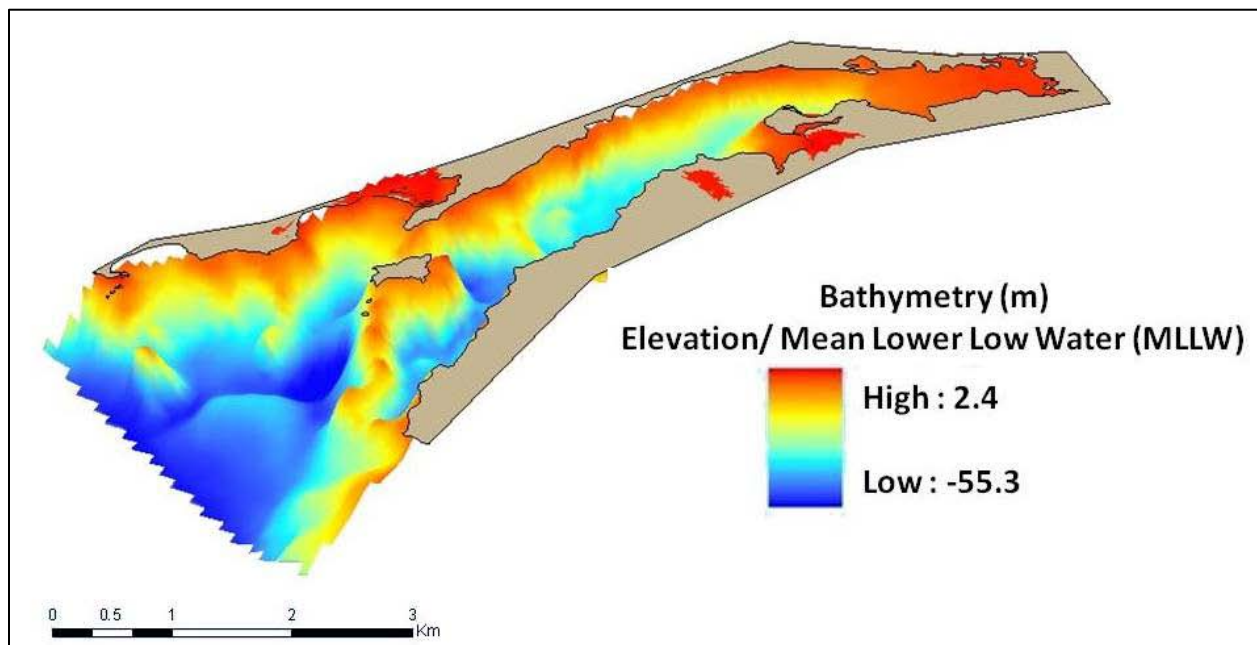 Bathymetry (m)
Elevation/ Mean Lower Low Water (MLLW)
High : 2.4
Low : -55.3
0 0.5 1 2 3
Km